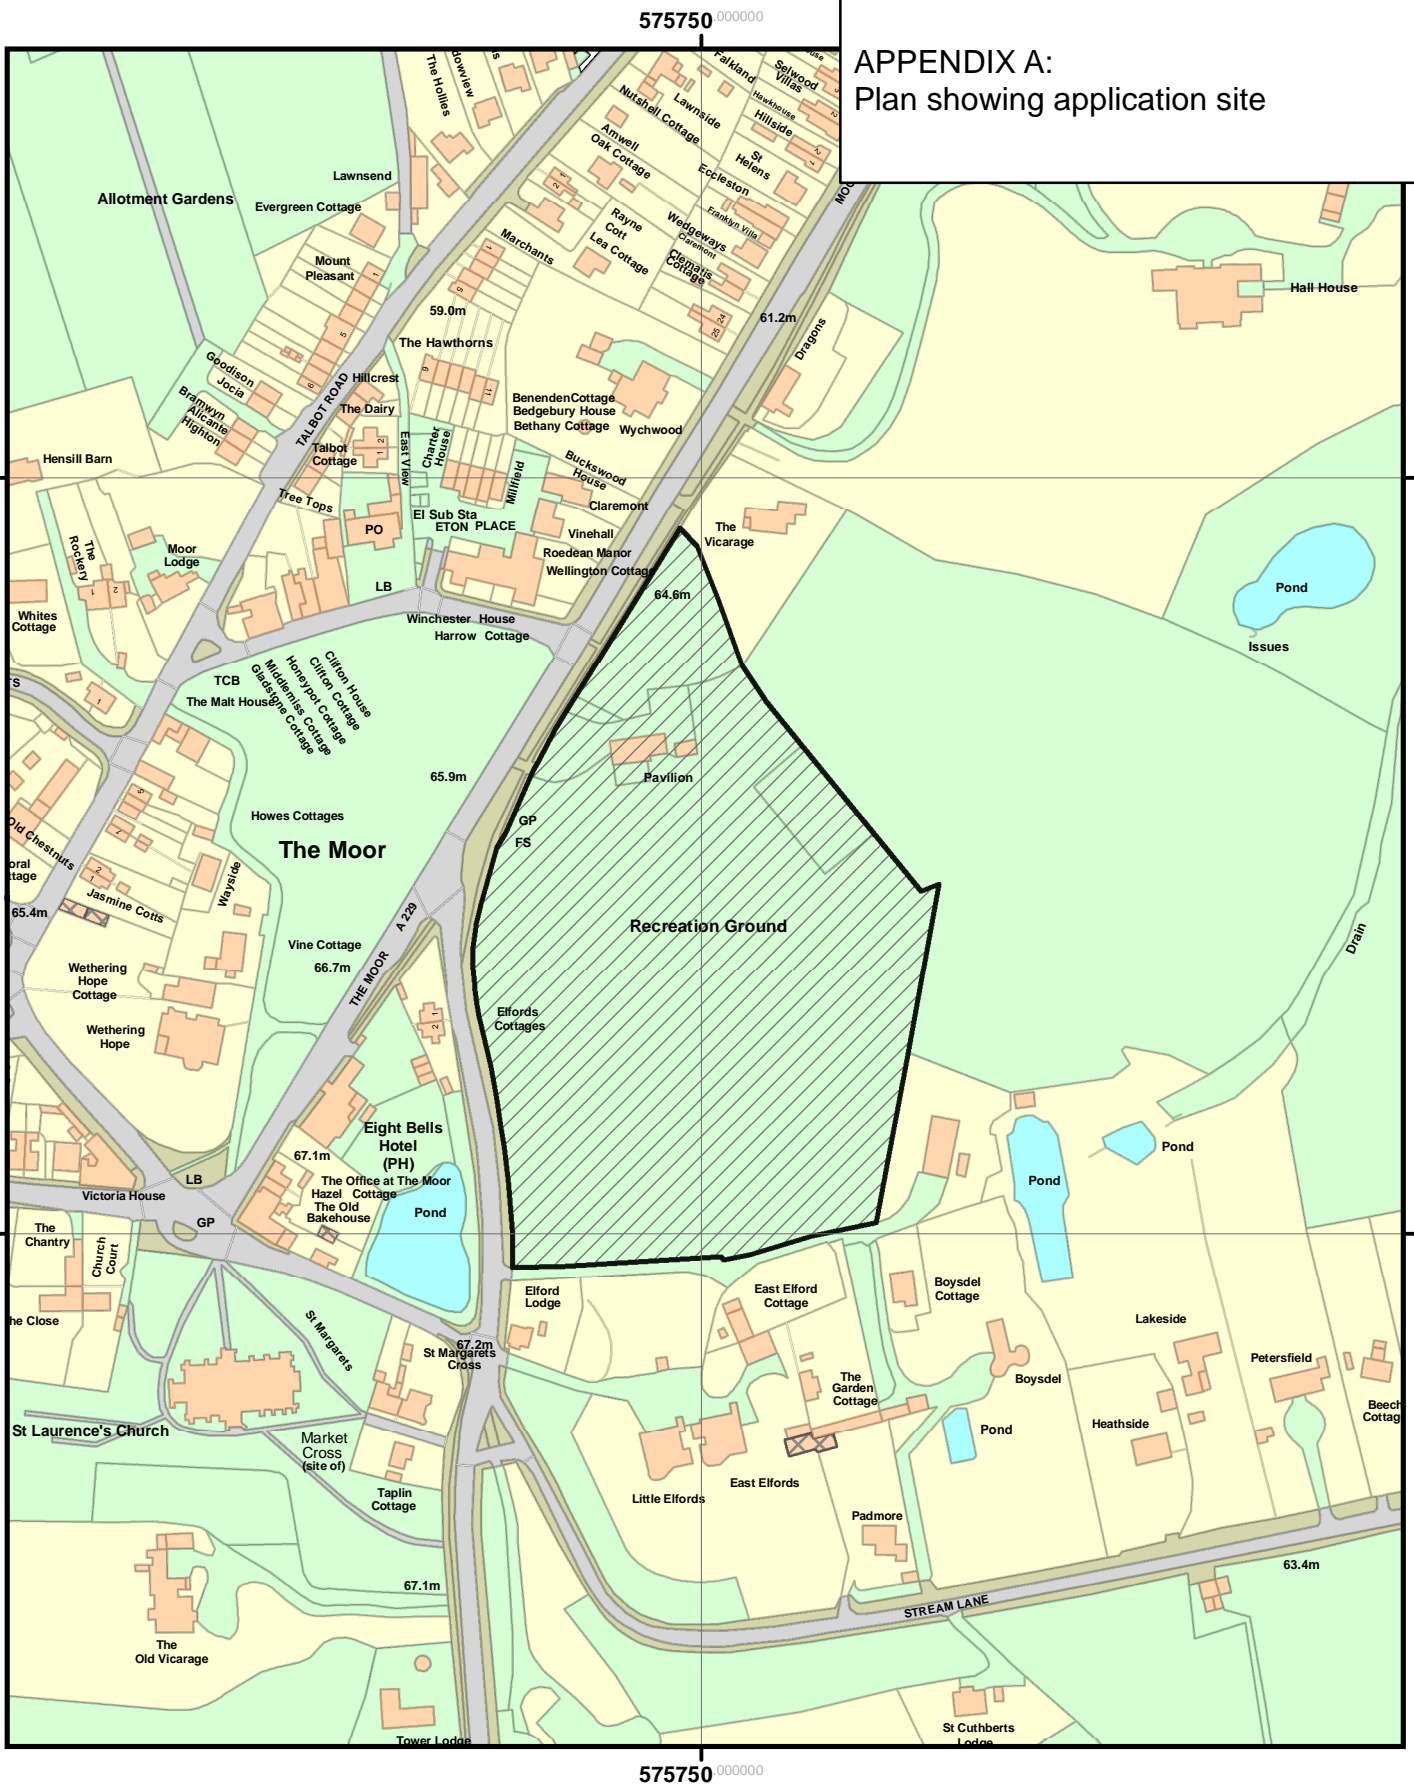 575750.000000
APPENDIX A:
Plan showing application site
The Hollies
Falkland
Selwood
Villas
Nutshell Cottage
Lawnside
Hawkhouse
Hillside
Amwell
Oak Cottage
St
Helens
Eccleston
Lawnsend
Allotment Gardens
Evergreen Cottage
Rayne
Cott
Lea Cottage
Franklyn Villa
Wedgeways
Claremont
Clematis
Cottage
Marchants
Mount
Pleasant
Hall House
59.0m
61.2m
24
25
Dragons
The Hawthorns
Goodison
Jocia
Hillcrest
TALBOT ROAD
The Dairy
Bramwyn
Alicante
Highton
BenendenCottage
Bedgebury House
Bethany Cottage
Wychwood
Talbot
Cottage
East View
Charter
House
Hensill Barn
Millfield
Buckswood
House
Tree Tops
Claremont
El Sub Sta
ETON PLACE
PO
Vinehall
The
Vicarage
The
Rockery
Moor
Lodge
Roedean Manor
Wellington Cottage
LB
64.6m
Pond
Whites
Cottage
Winchester House
Harrow Cottage
Issues
TCB
The Malt House
Clifton House
Clifton Cottage
Honeypot Cottage
Middlemiss Cottage
Gladstone Cottage
65.9m
Pavilion
Howes Cottages
GP
FS
The Moor
Old Chestnuts
Jasmine Cotts
Wayside
65.4m
A 229
Recreation Ground
Drain
Vine Cottage
66.7m
THE MOOR
Wethering
Hope
Cottage
Wethering
Hope
Elfords
Cottages
Eight Bells
Hotel
(PH)
67.1m
Pond
Pond
LB
The Office at The Moor
Victoria House
Hazel Cottage
The Old
Bakehouse
Pond
GP
The
Chantry
Church
Court
Elford
Lodge
East Elford
Cottage
Boysdel
Cottage
he Close
St Margarets
Lakeside
67.2m
St Margarets
Cross
Petersfield
Boysdel
The
Garden
Cottage
Beech
Cottag
Heathside
St Laurence's Church
Market
Cross
(site of)
Pond
East Elfords
Little Elfords
Taplin
Cottage
Padmore
63.4m
67.1m
STREAM LANE
The
Old Vicarage
St Cuthberts
Lodge
Tower Lodge
575750.000000